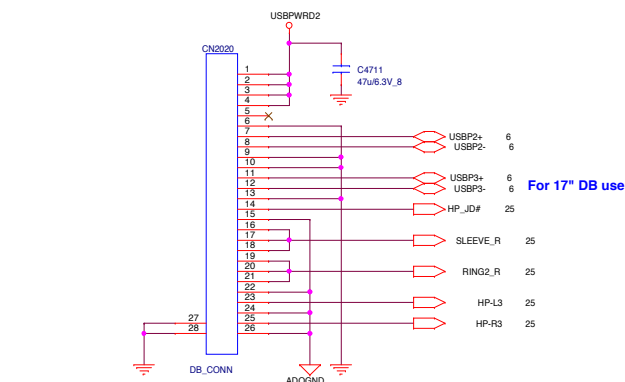 USBPWRD2
CN2020
C4711
47u/6.3V_8
1
2
3
4
5
6
7 USBP2+ 6
8 USBP2- 6
9
10
11 USBP3+ 6
12 USBP3- 6
For 17" DB use
13
14 HP_JD# 25
15
16
17 SLEEVE_R 25
18
19
20 RING2_R 25
21
22
23 HP-L3 25
24
27 25 HP-R3 25
28 26
DB_CONN
ADOGND